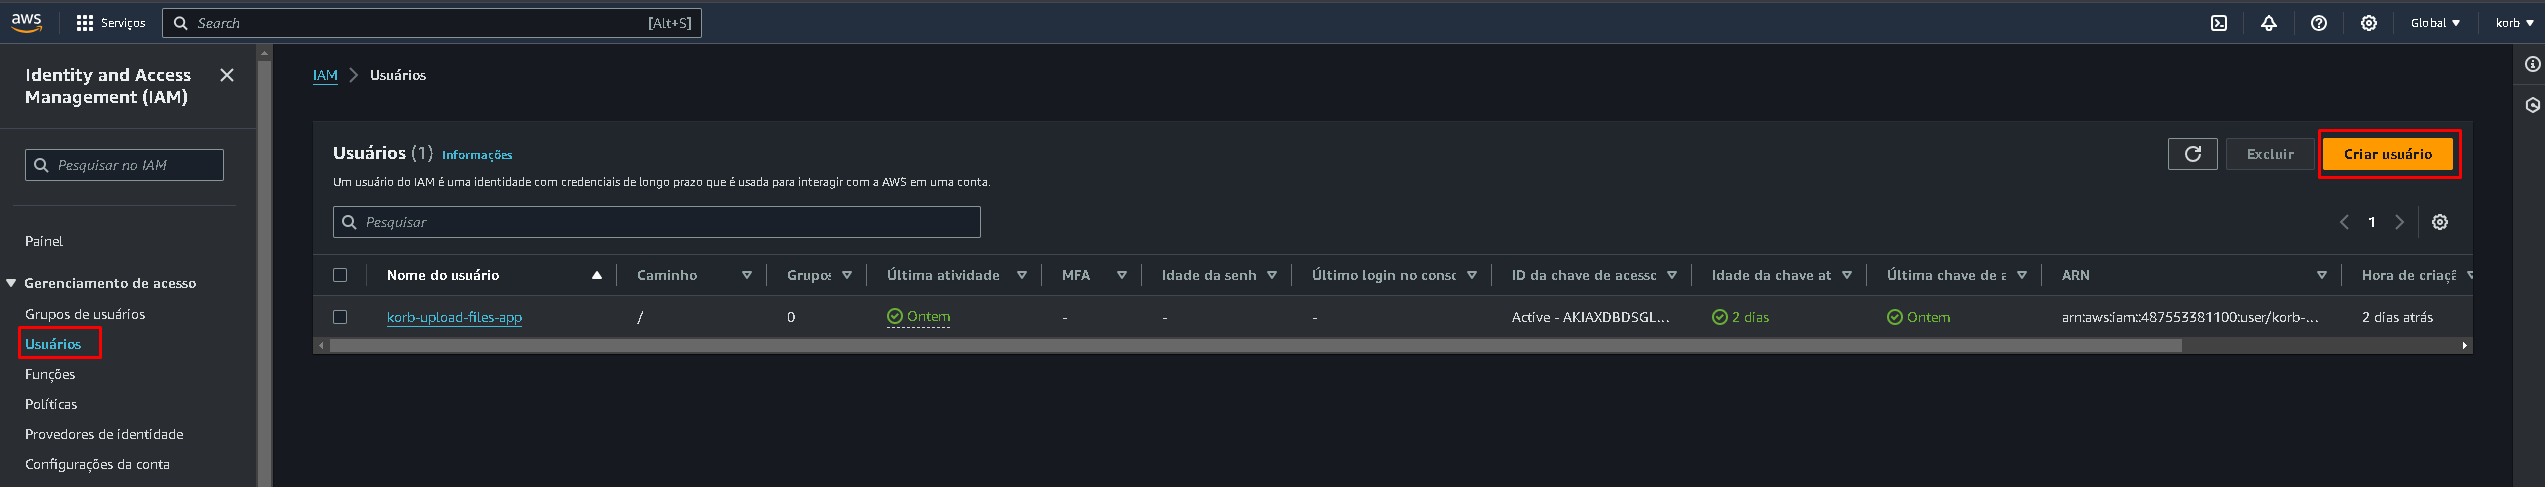 aws Serviços Search [Alt+S] Global korb
Identity and Access
Management (IAM)
Pesquisar no IAM
Painel
Gerenciamento de acesso
Grupos de usuários
Usuários
Funções
Políticas
Provedores de identidade
Configurações da conta
IAM Usuários
Usuários (1) Informações
Excluir Criar usuário
Um usuário do IAM é uma identidade com credenciais de longo prazo que é usada para interagir com a AWS em uma conta.
Pesquisar
1
Nome do usuário Caminho Grupos Última atividade MFA Idade da senh Último login no consc ID da chave de acesso Idade da chave at Última chave de a ARN Hora de criaçã
korb-upload-files-app / 0 Ontem - - - Active - AKIAXDBDSGL... 2 dias Ontem arn:aws:iam::487553381100:user/korb-... 2 dias atrás